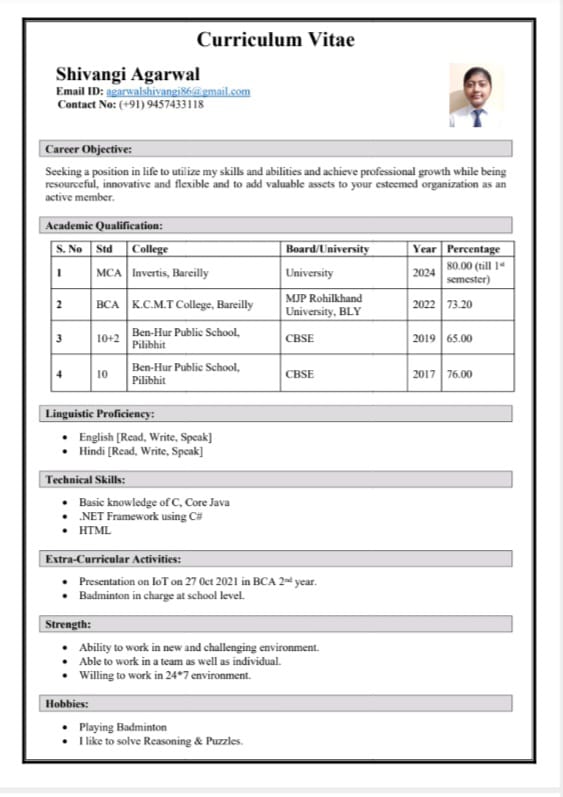 Curriculum Vitae
Shivangi Agarwal
Email ID: agarwalshivangi86@gmail.com
Contact No: (+91) 9457433118
Career Objective:
Seeking a position in life to utilize my skills and abilities and achieve professional growth while being
resourceful, innovative and flexible and to add valuable assets to your esteemed organization as an
active member.
Academic Qualification:
S. No Std College Board/University Year Percentage
1 MCA Invertis, Bareilly University 2024 80.00 (till 1st
semester)
2 BCA K.C.M.T College, Bareilly MJP Rohilkhand
University, BLY 2022 73.20
3 10+2 Ben-Hur Public School,
Pilibhit CBSE 2019 65.00
4 10 Ben-Hur Public School,
Pilibhit CBSE 2017 76.00
Linguistic Proficiency:
• English [Read, Write, Speak]
• Hindi [Read, Write, Speak]
Technical Skills:
• Basic knowledge of C, Core Java
• .NET Framework using C#
• HTML
Extra-Curricular Activities:
• Presentation on IoT on 27 Oct 2021 in BCA 2nd year.
• Badminton in charge at school level.
Strength:
• Ability to work in new and challenging environment.
• Able to work in a team as well as individual.
• Willing to work in 24*7 environment.
Hobbies:
• Playing Badminton
• I like to solve Reasoning & Puzzles.